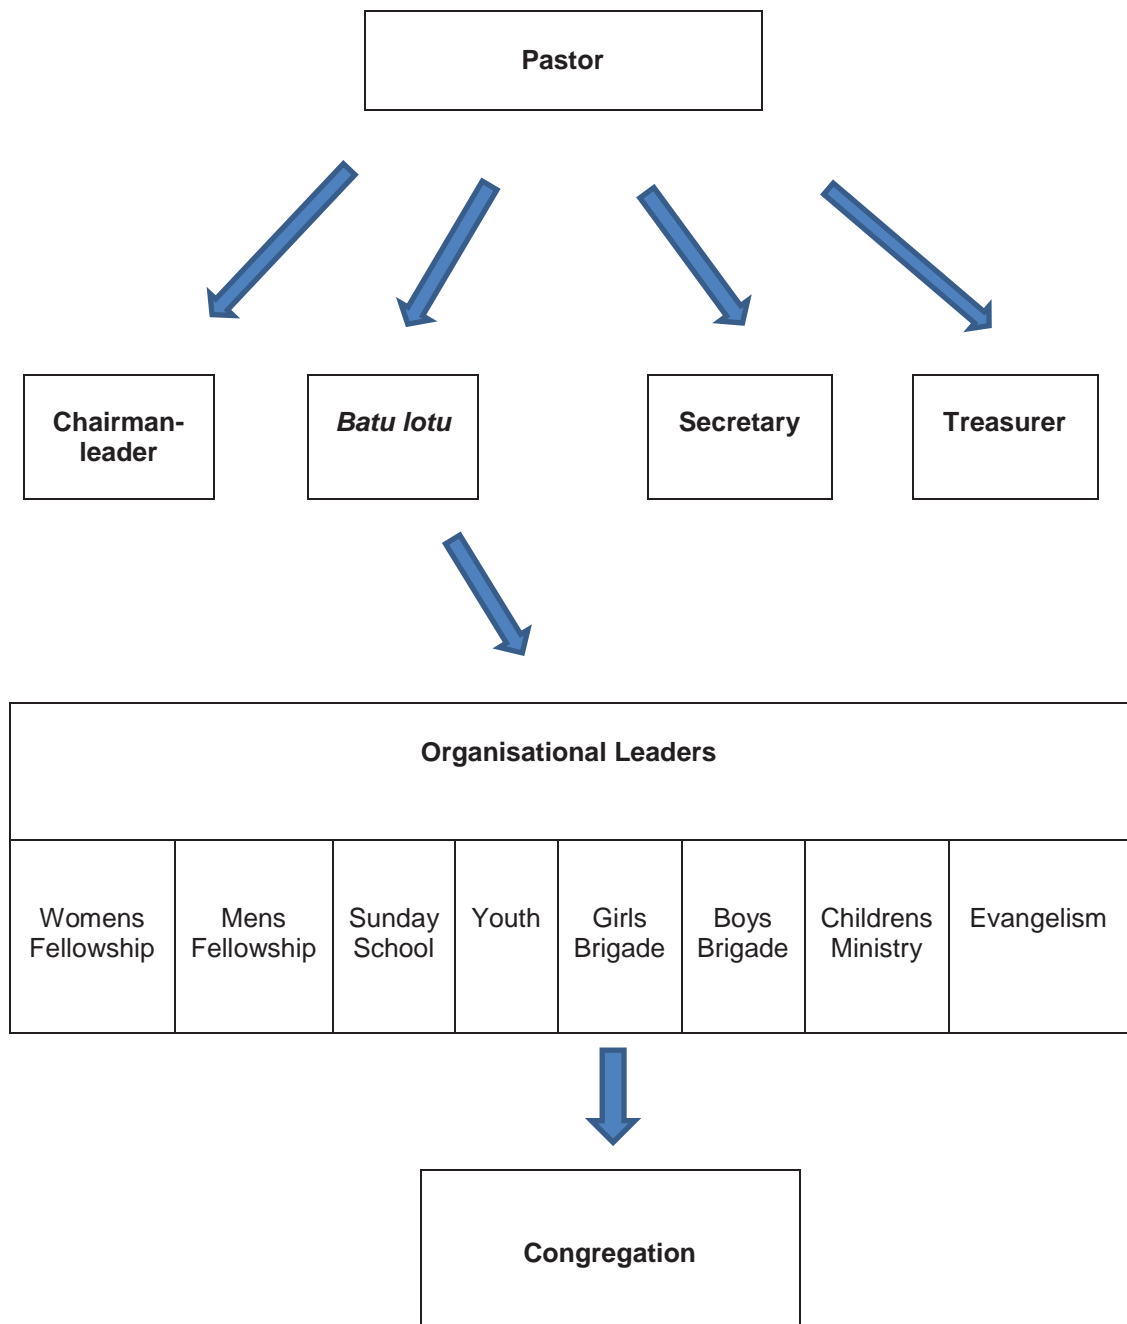 Pastor
Chairman-
leader
Batu lotu
Secretary
Treasurer
Organisational Leaders
Womens
Fellowship
Mens
Fellowship
Sunday
School
Youth
Girls
Brigade
Boys
Brigade
Childrens
Ministry
Evangelism
Congregation